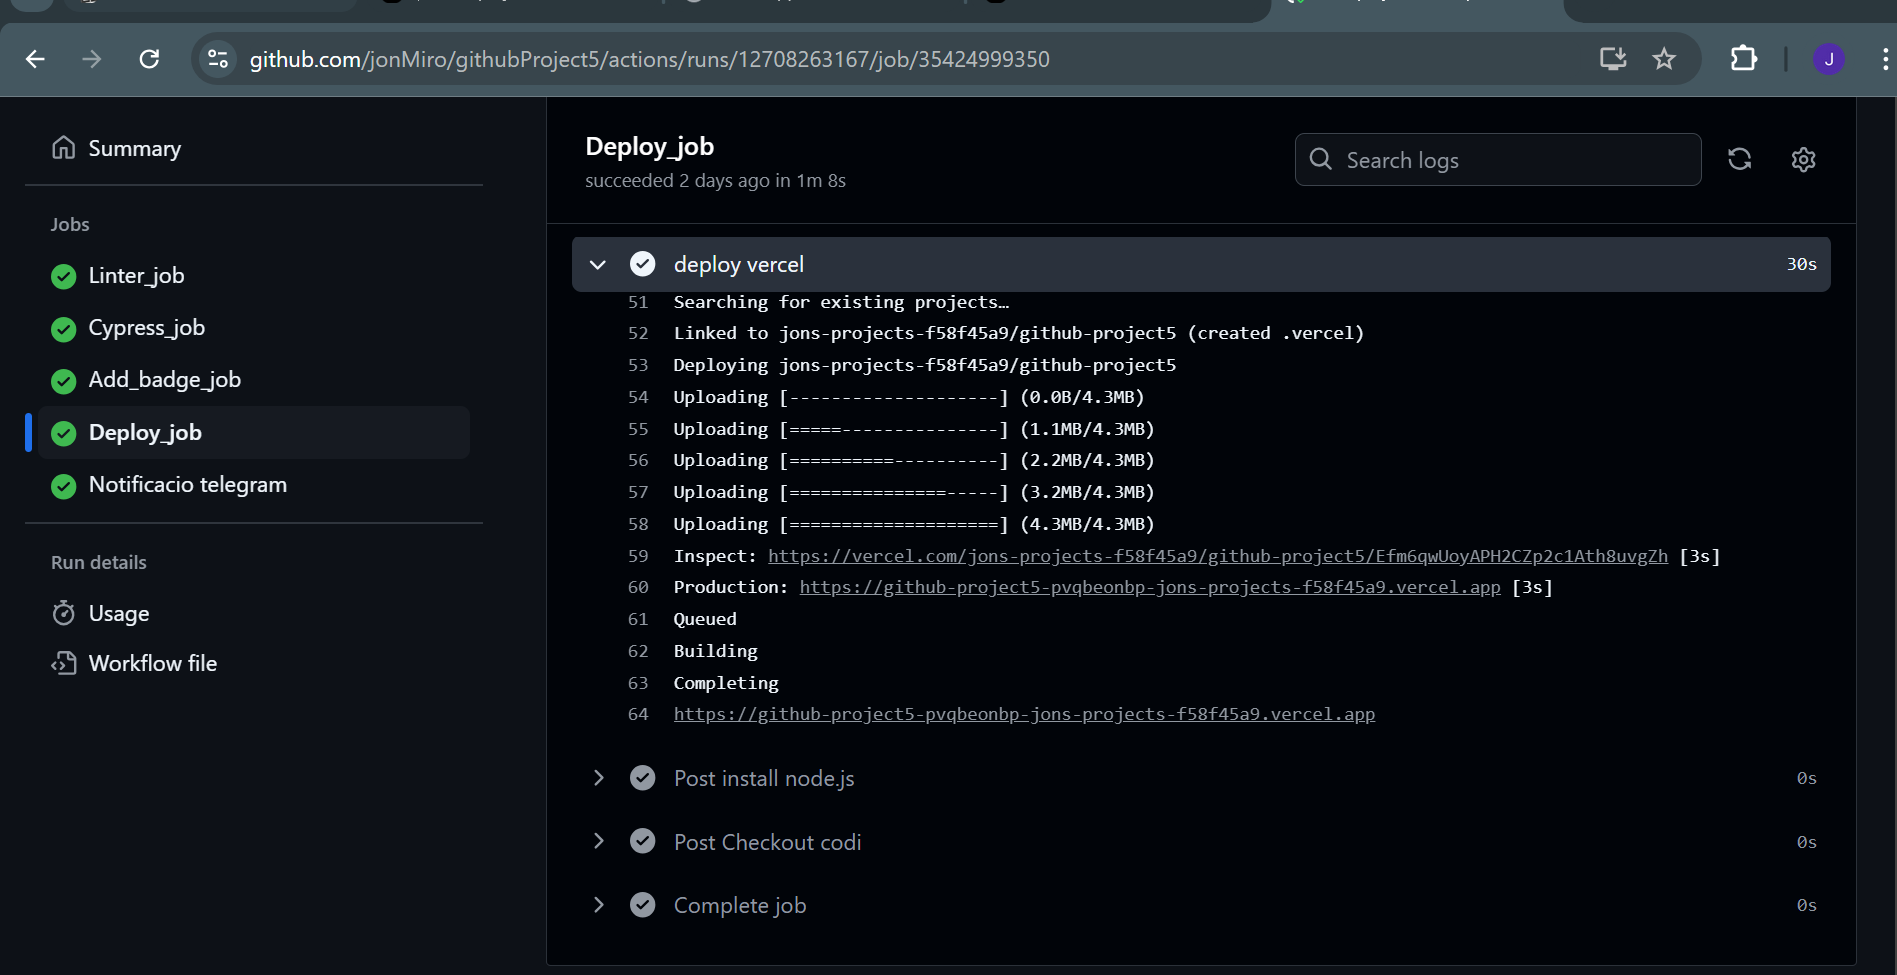 github.com/jonMiro/githubProject5/actions/runs/12708263167/job/35424999350
J
Summary
Jobs
Linter_job
Cypress_job
Add_badge_job
Deploy_job
Notificacio telegram
Run details
Usage
Workflow file
Deploy_job
succeeded 2 days ago in 1m 8s
Search logs
deploy vercel 30s
51 Searching for existing projects…
52 Linked to jons-projects-f58f45a9/github-project5 (created .vercel)
53 Deploying jons-projects-f58f45a9/github-project5
54 Uploading [--------------------] (0.0B/4.3MB)
55 Uploading [=====---------------] (1.1MB/4.3MB)
56 Uploading [==========----------] (2.2MB/4.3MB)
57 Uploading [===============-----] (3.2MB/4.3MB)
58 Uploading [====================] (4.3MB/4.3MB)
59 Inspect: https://vercel.com/jons-projects-f58f45a9/github-project5/Efm6qwUoyAPH2CZp2c1Ath8uvgZh [3s]
60 Production: https://github-project5-pvqbeonbp-jons-projects-f58f45a9.vercel.app [3s]
61 Queued
62 Building
63 Completing
64 https://github-project5-pvqbeonbp-jons-projects-f58f45a9.vercel.app
Post install node.js 0s
Post Checkout codi 0s
Complete job 0s